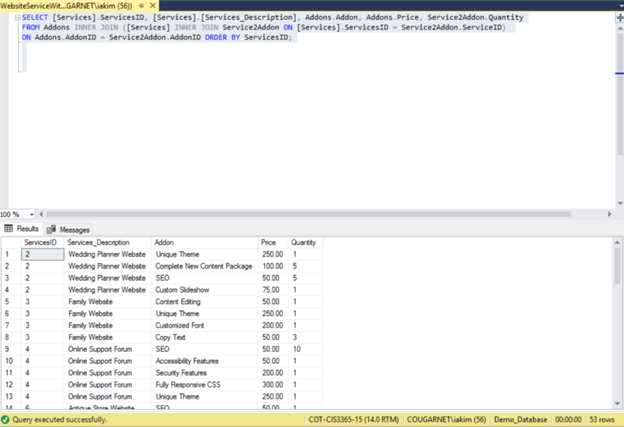 WebsiteServiceWit...GARNET\iakim (56))
SELECT [Services].ServicesID, [Services].[Services_Description], Addons.Addon, Addons.Price, Service2Addon.Quantity
FROM Addons INNER JOIN ([Services] INNER JOIN Service2Addon ON [Services].ServicesID = Service2Addon.ServiceID)
ON Addons.AddonID = Service2Addon.AddonID ORDER BY ServicesID;
100 %
Results Messages
ServicesID Services_Description Addon Price Quantity
1 2 Wedding Planner Website Unique Theme 250.00 1
2 2 Wedding Planner Website Complete New Content Package 100.00 5
3 2 Wedding Planner Website SEO 50.00 5
4 2 Wedding Planner Website Custom Slideshow 75.00 1
5 3 Family Website Content Editing 50.00 1
6 3 Family Website Unique Theme 250.00 1
7 3 Family Website Customized Font 200.00 1
8 3 Family Website Copy Text 50.00 3
9 4 Online Support Forum SEO 50.00 10
10 4 Online Support Forum Accessibility Features 50.00 1
11 4 Online Support Forum Security Features 200.00 1
12 4 Online Support Forum Fully Responsive CSS 300.00 1
13 4 Online Support Forum Unique Theme 250.00 1
14 Antique Store Website SEO 50.00 1
Query executed successfully. COT-CIS3365-15 (14.0 RTM) COUGARNET\iakim (56) Demo_Database 00:00:00 53 rows